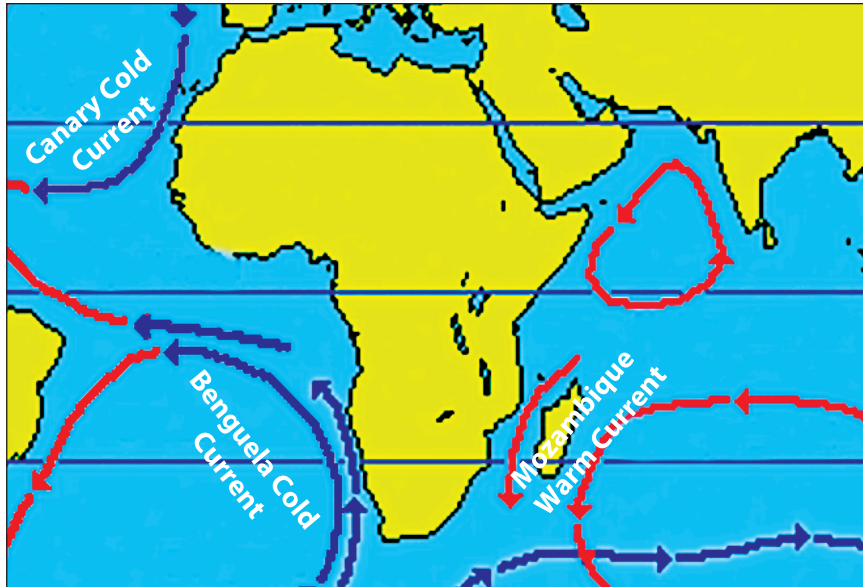 Canary Cold
Current
Benguela Cold
Current
Mozambique
Warm Current